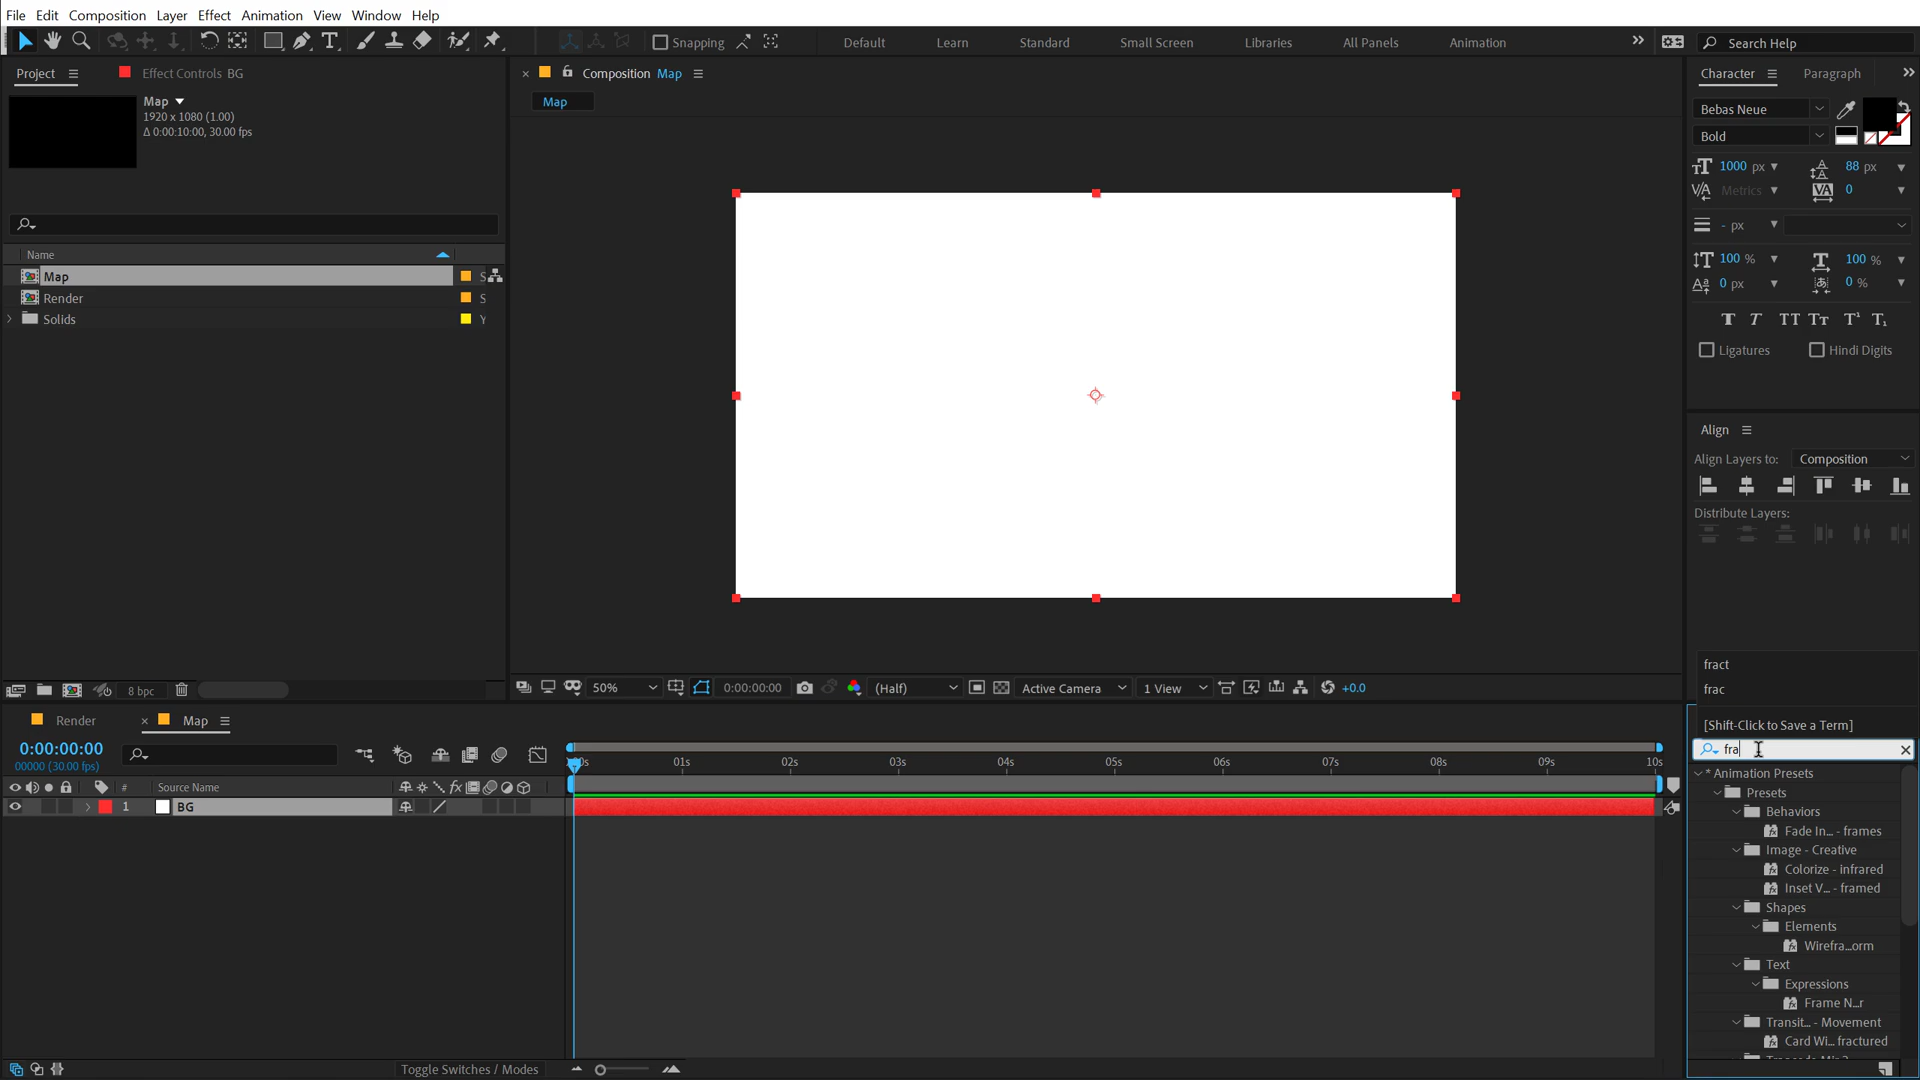 File Edit Composition Layer Effect Animation View Window Help
Snapping Default Learn Standard Small Screen Libraries All Panels Animation Search Help
Project Effect Controls BG
Map
1920 x 1080 (1.00)
Δ 0:00:10:00, 30.00 fps
Name
Map
Render
Solids
8 bpc
Composition Map
Map
50% 0:00:00:00 (Half) Active Camera 1 View +0.0
Character Paragraph
Bebas Neue
Bold
1000 px 88 px
Metrics 0
- px
100 % 100 %
0 px 0 %
Ligatures Hindi Digits
Align
Align Layers to: Composition
Distribute Layers:
fract
frac
[Shift-Click to Save a Term]
fra
* Animation Presets
Presets
Behaviors
Fade In... - frames
Image - Creative
Colorize - infrared
Inset V... - framed
Shapes
Elements
Wirefra...orm
Text
Expressions
Frame N...r
Transit... - Movement
Card Wi... fractured
Render Map
0:00:00:00
00000 (30.00 fps)
01s 02s 03s 04s 05s 06s 07s 08s 09s 10s
# Source Name
1 BG
Toggle Switches / Modes